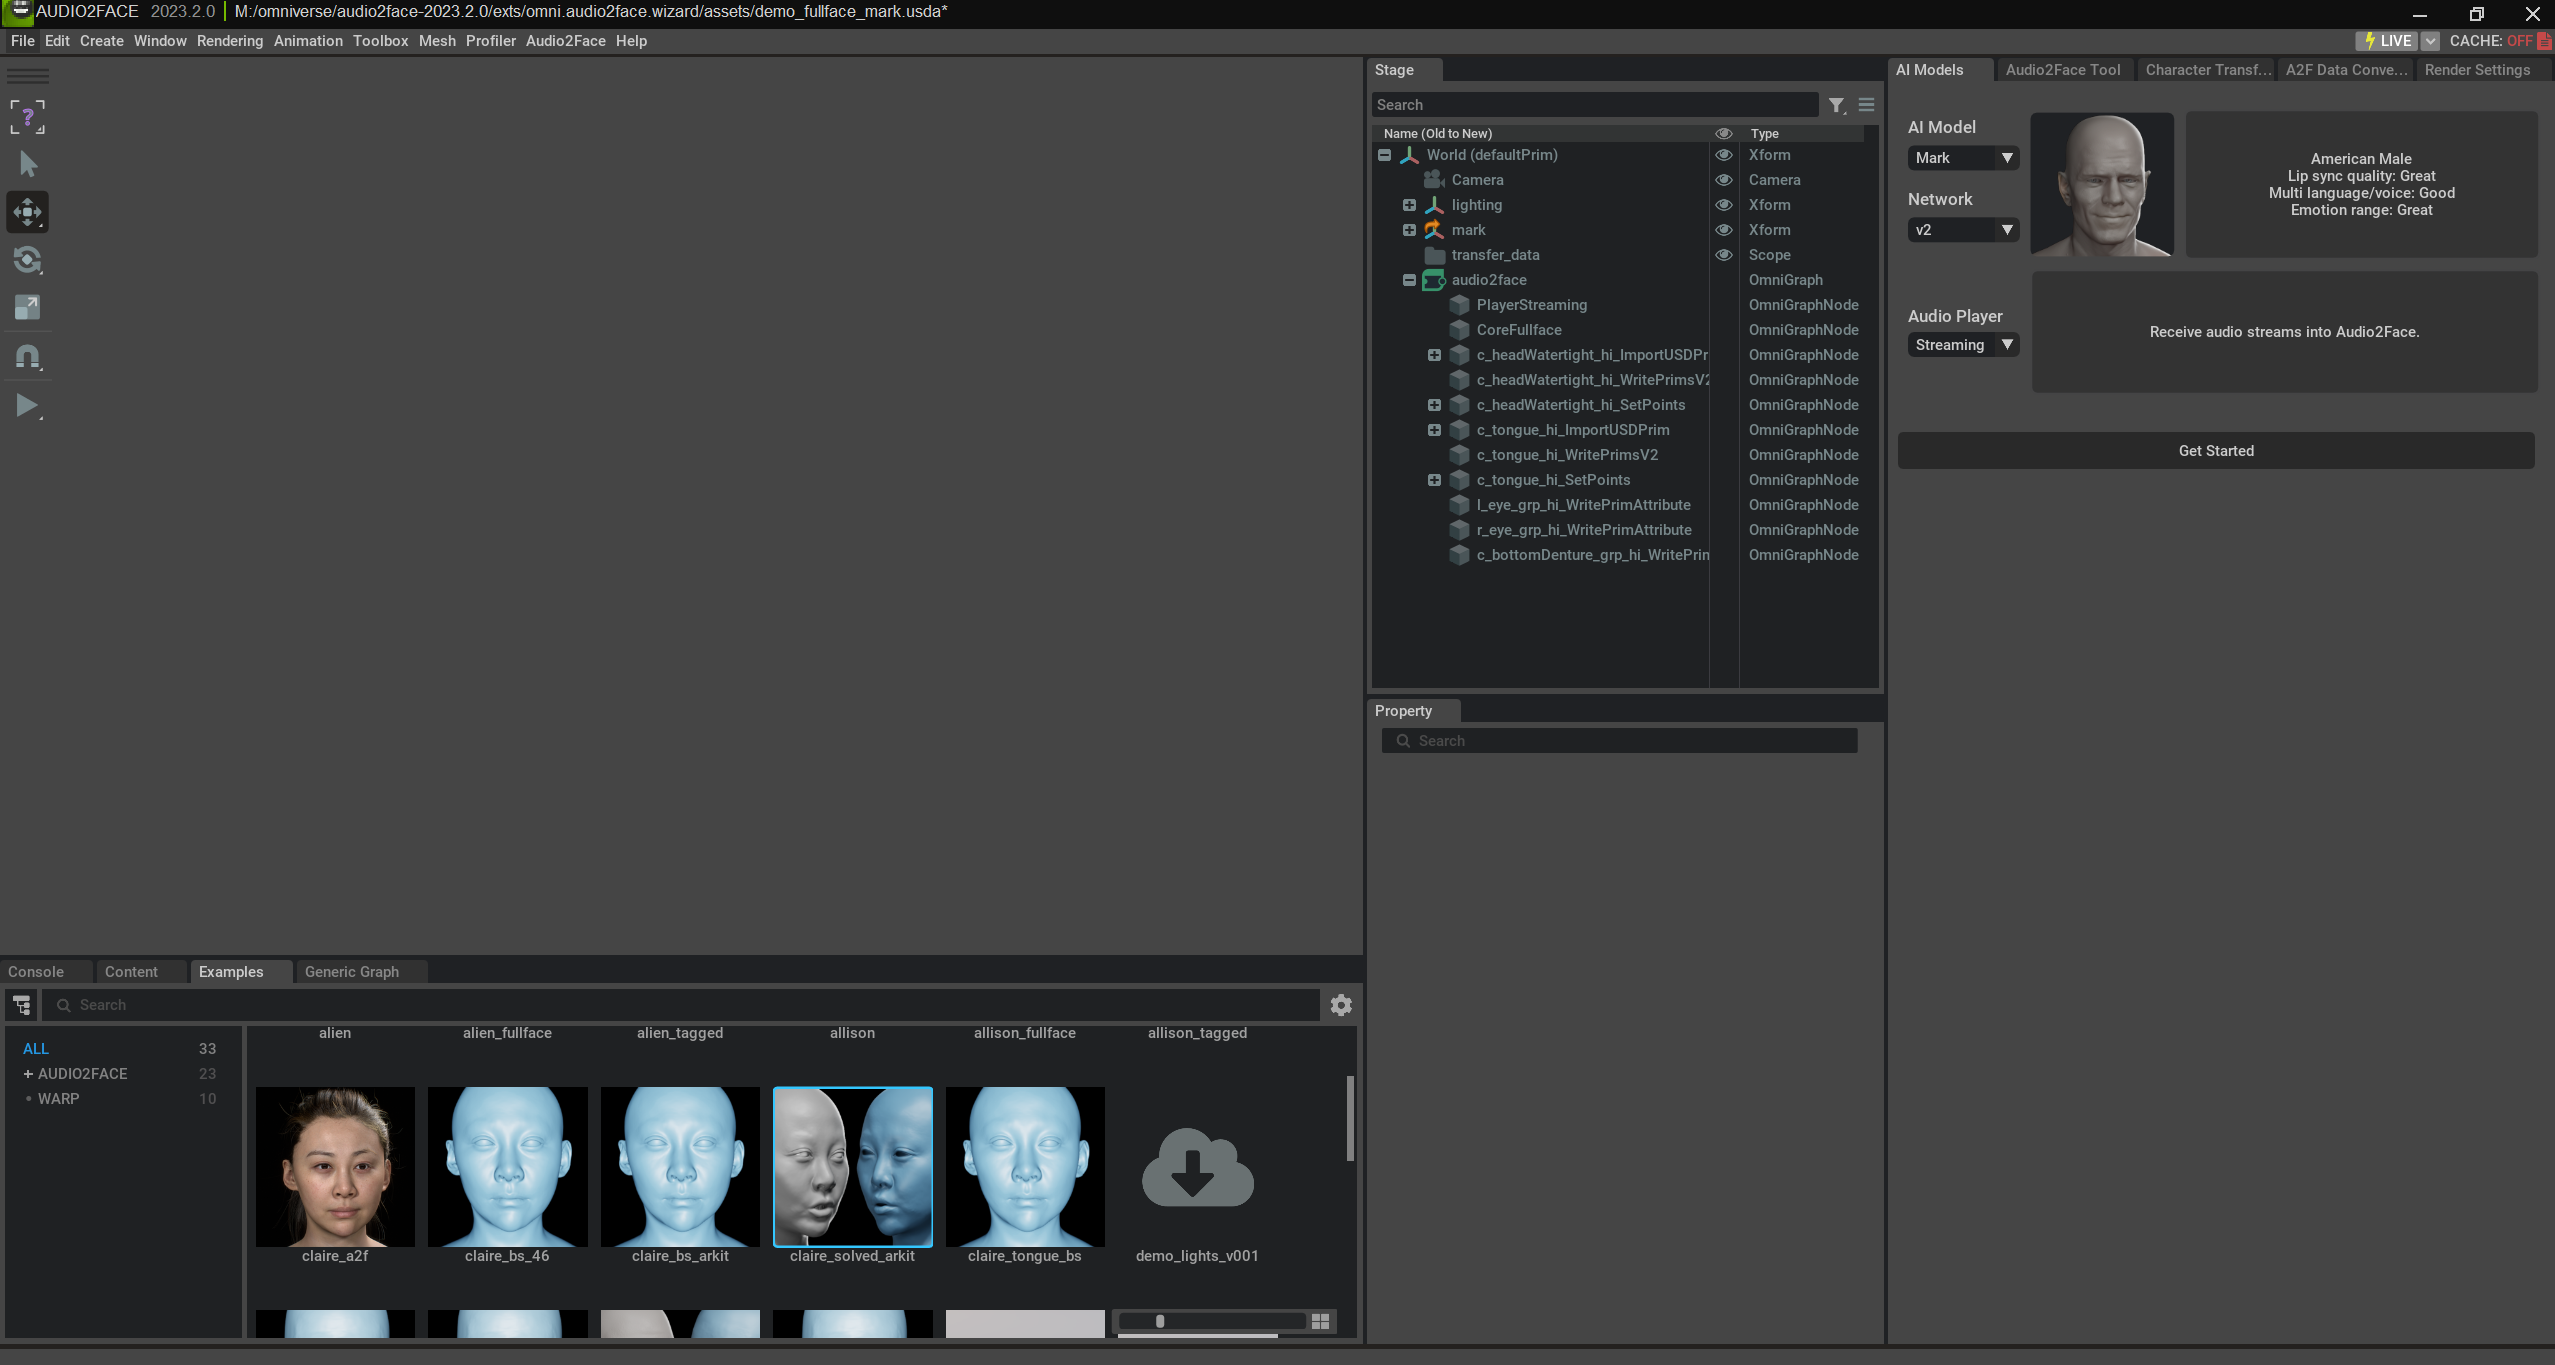 AUDIO2FACE 2023.2.0 M:/omniverse/audio2face-2023.2.0/exts/omni.audio2face.wizard/assets/demo_fullface_mark.usda*
File Edit Create Window Rendering Animation Toolbox Mesh Profiler Audio2Face Help
LIVE CACHE: OFF
Stage
Search
Name (Old to New) Type
World (defaultPrim) Xform
Camera Camera
lighting Xform
mark Xform
transfer_data Scope
audio2face OmniGraph
PlayerStreaming OmniGraphNode
CoreFullface OmniGraphNode
c_headWatertight_hi_ImportUSDPr OmniGraphNode
c_headWatertight_hi_WritePrimsV2 OmniGraphNode
c_headWatertight_hi_SetPoints OmniGraphNode
c_tongue_hi_ImportUSDPrim OmniGraphNode
c_tongue_hi_WritePrimsV2 OmniGraphNode
c_tongue_hi_SetPoints OmniGraphNode
l_eye_grp_hi_WritePrimAttribute OmniGraphNode
r_eye_grp_hi_WritePrimAttribute OmniGraphNode
c_bottomDenture_grp_hi_WritePrin OmniGraphNode
Property
Search
AI Models Audio2Face Tool Character Transf... A2F Data Conve... Render Settings
AI Model
Mark
Network
v2
American Male
Lip sync quality: Great
Multi language/voice: Good
Emotion range: Great
Audio Player
Streaming
Receive audio streams into Audio2Face.
Get Started
Console Content Examples Generic Graph
Search
ALL 33
+ AUDIO2FACE 23
• WARP 10
alien alien_fullface alien_tagged allison allison_fullface allison_tagged
claire_a2f claire_bs_46 claire_bs_arkit claire_solved_arkit claire_tongue_bs demo_lights_v001